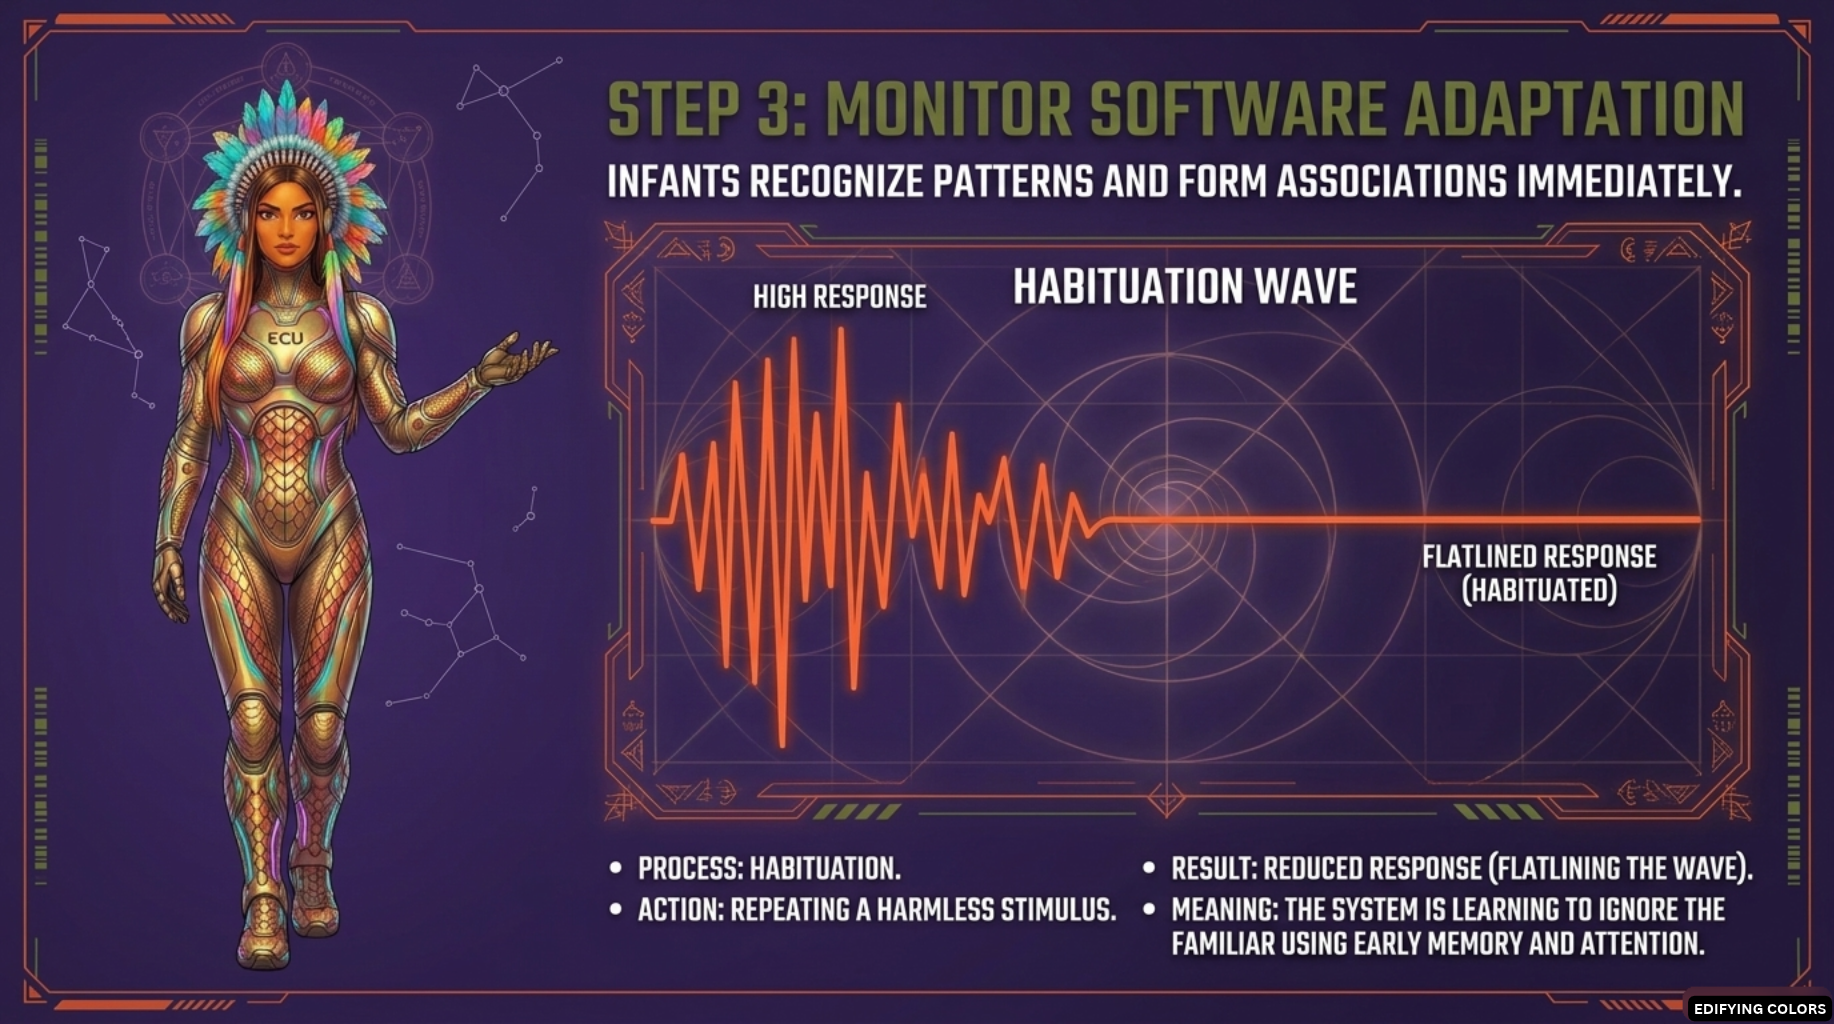 STEP 3: MONITOR SOFTWARE ADAPTATION
INFANTS RECOGNIZE PATTERNS AND FORM ASSOCIATIONS IMMEDIATELY.
ECU
HABITUATION WAVE
HIGH RESPONSE
FLATLINED RESPONSE
(HABITUATED)
• PROCESS: HABITUATION.
• ACTION: REPEATING A HARMLESS STIMULUS.
• RESULT: REDUCED RESPONSE (FLATLINING THE WAVE).
• MEANING: THE SYSTEM IS LEARNING TO IGNORE THE
FAMILIAR USING EARLY MEMORY AND ATTENTION.
EDIFYING COLORS